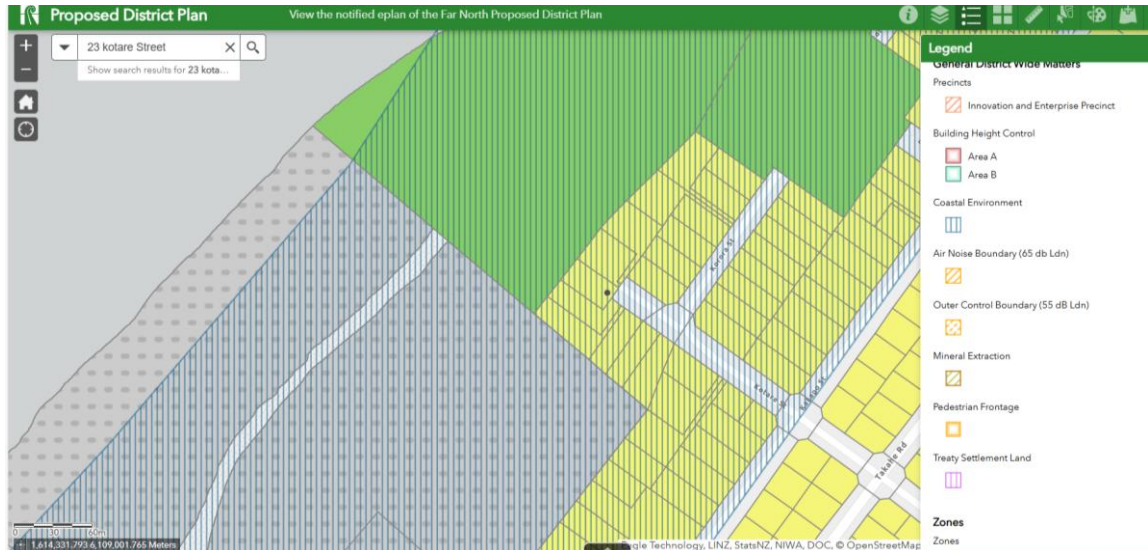 Proposed District Plan
View the notified eplan of the Far North Proposed District Plan
23 kotare Street
Show search results for 23 kota...
Legend
General District Wide Matters
Precincts
Innovation and Enterprise Precinct
Building Height Control
Area A
Area B
Coastal Environment
Air Noise Boundary (65 db Ldn)
Outer Control Boundary (55 dB Ldn)
Mineral Extraction
Pedestrian Frontage
Treaty Settlement Land
Zones
Zones
Korora St
Kotare St
Takahe Rd
0 30 60m
1,614,331.793 6,109,001.765 Meters
Eagle Technology, LINZ, StatsNZ, NIWA, DOC, © OpenStreetMap